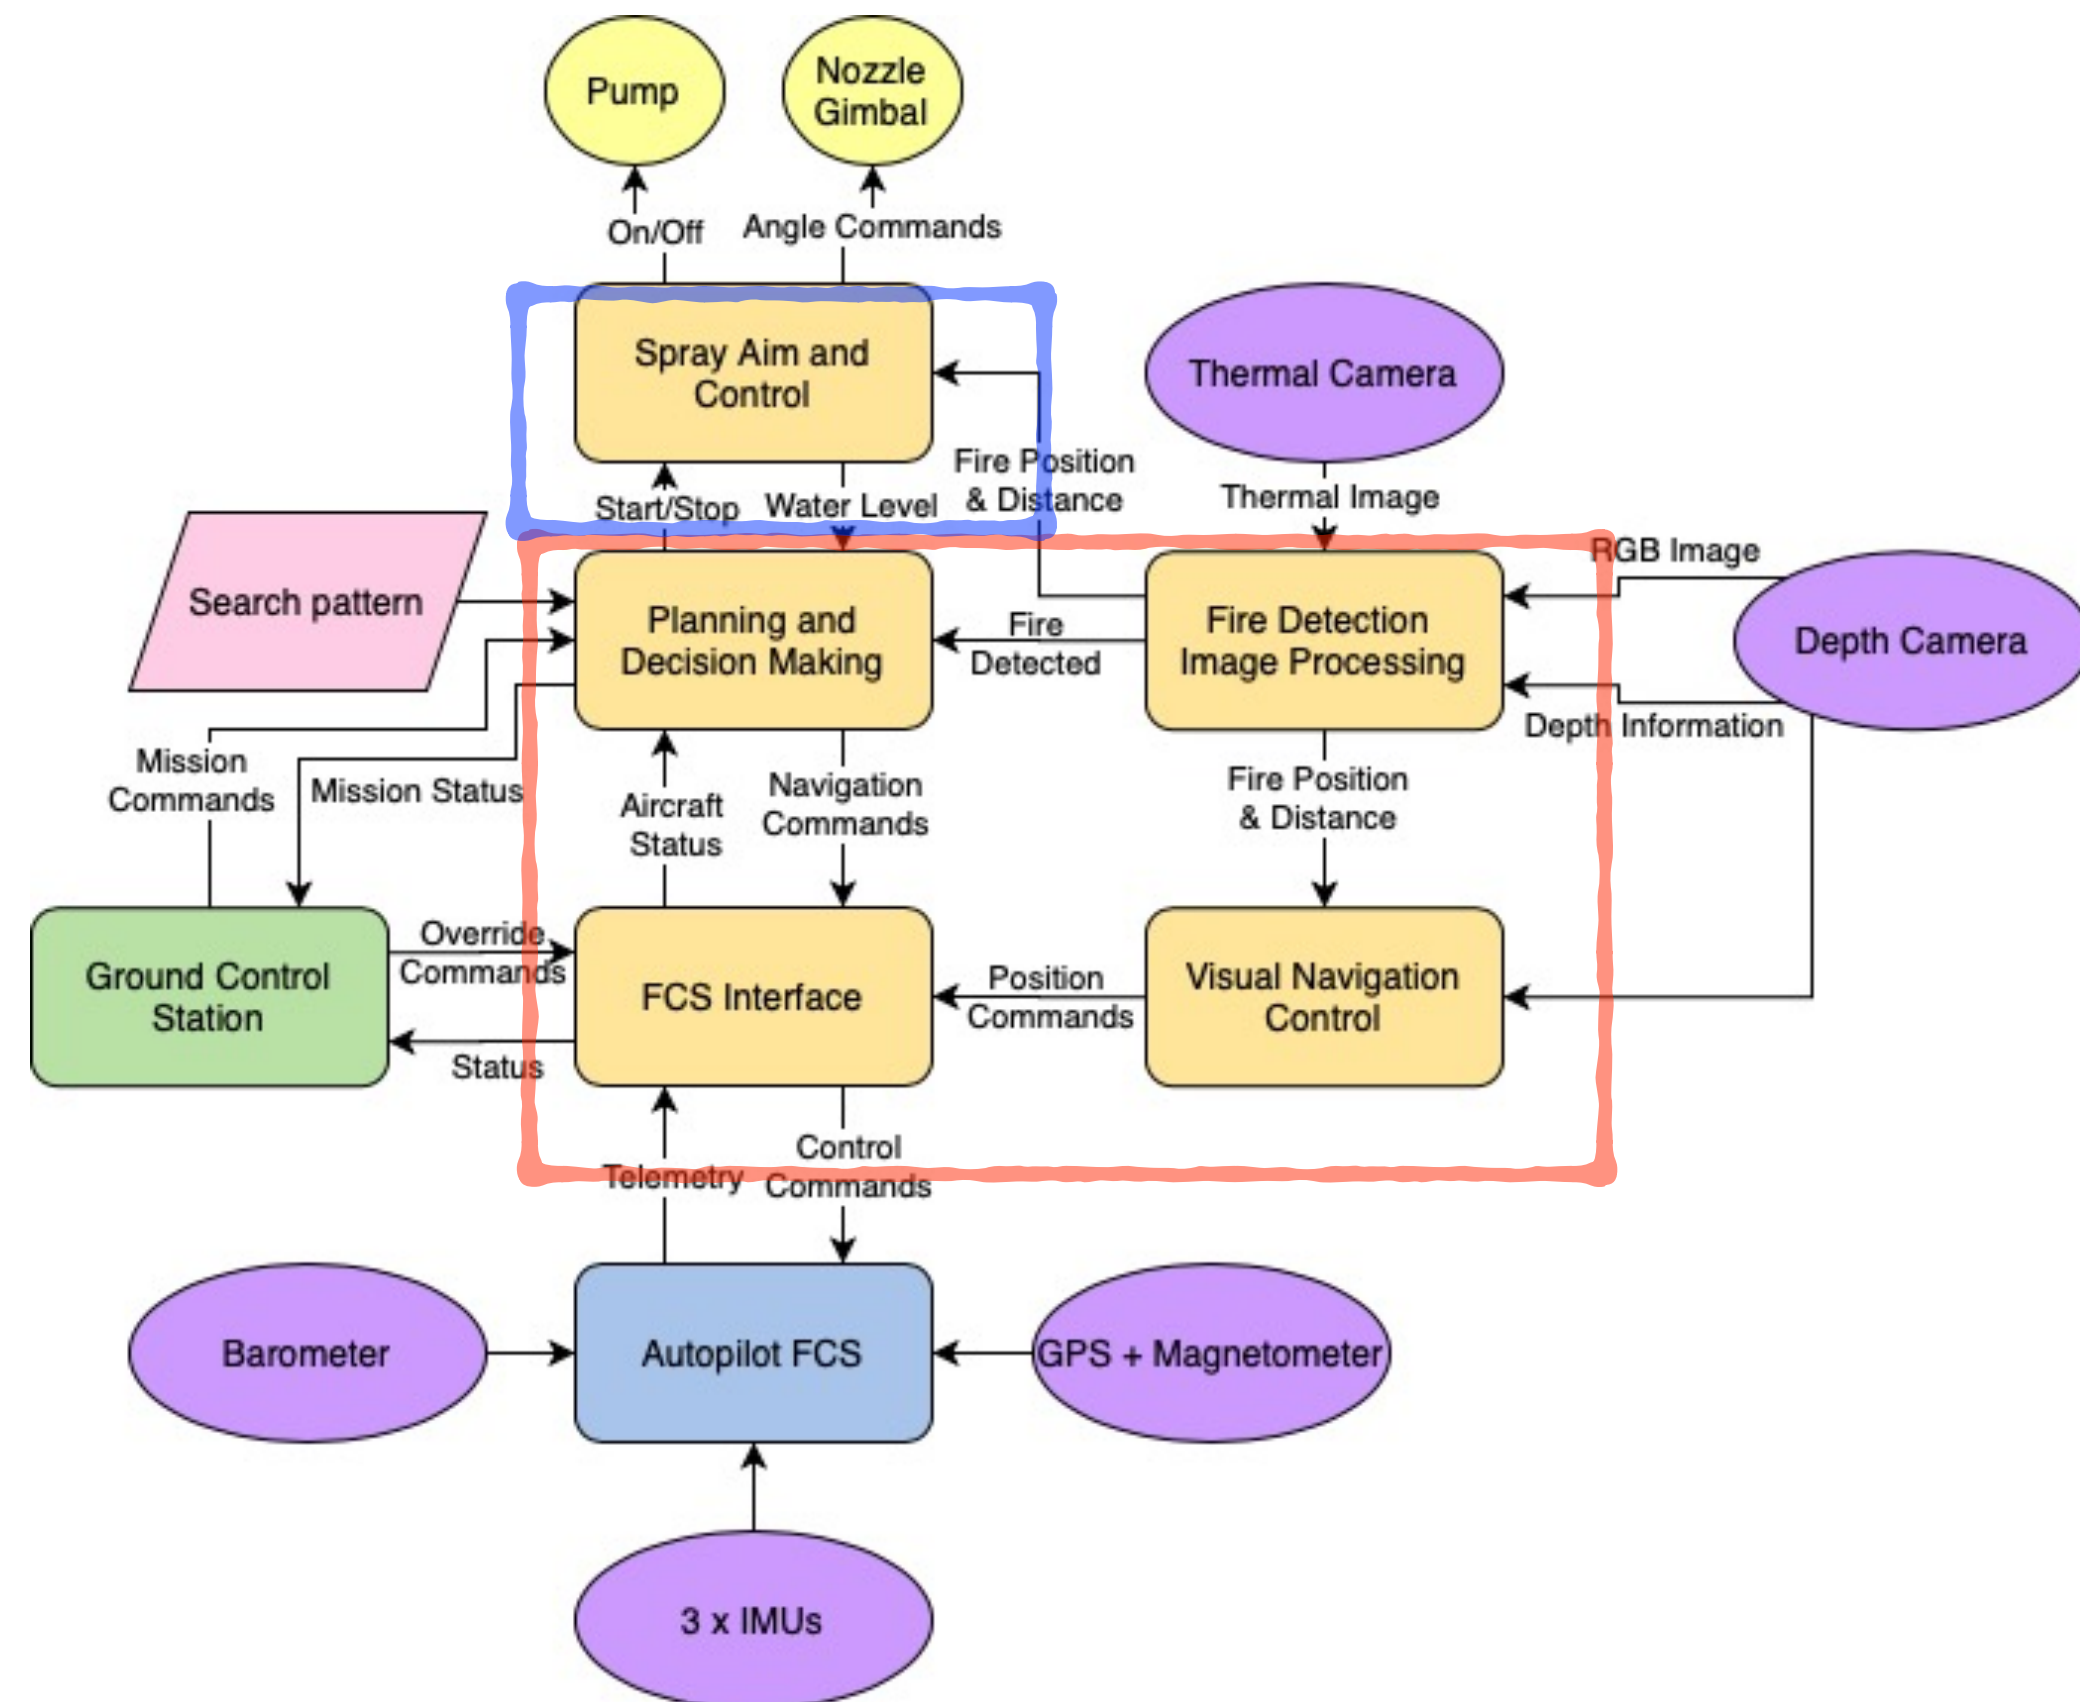 Pump
Nozzle
Gimbal
On/Off
Angle Commands
Spray Aim and
Control
Thermal Camera
Fire Position
& Distance
Start/Stop
Water Level
Thermal Image
RGB Image
Search pattern
Planning and
Decision Making
Fire
Detected
Fire Detection
Image Processing
Depth Camera
Depth Information
Mission
Commands
Mission Status
Aircraft
Status
Navigation
Commands
Fire Position
& Distance
Override
Commands
Ground Control
Station
FCS Interface
Position
Commands
Visual Navigation
Control
Status
Telemetry
Control
Commands
Barometer
Autopilot FCS
GPS + Magnetometer
3 x IMUs